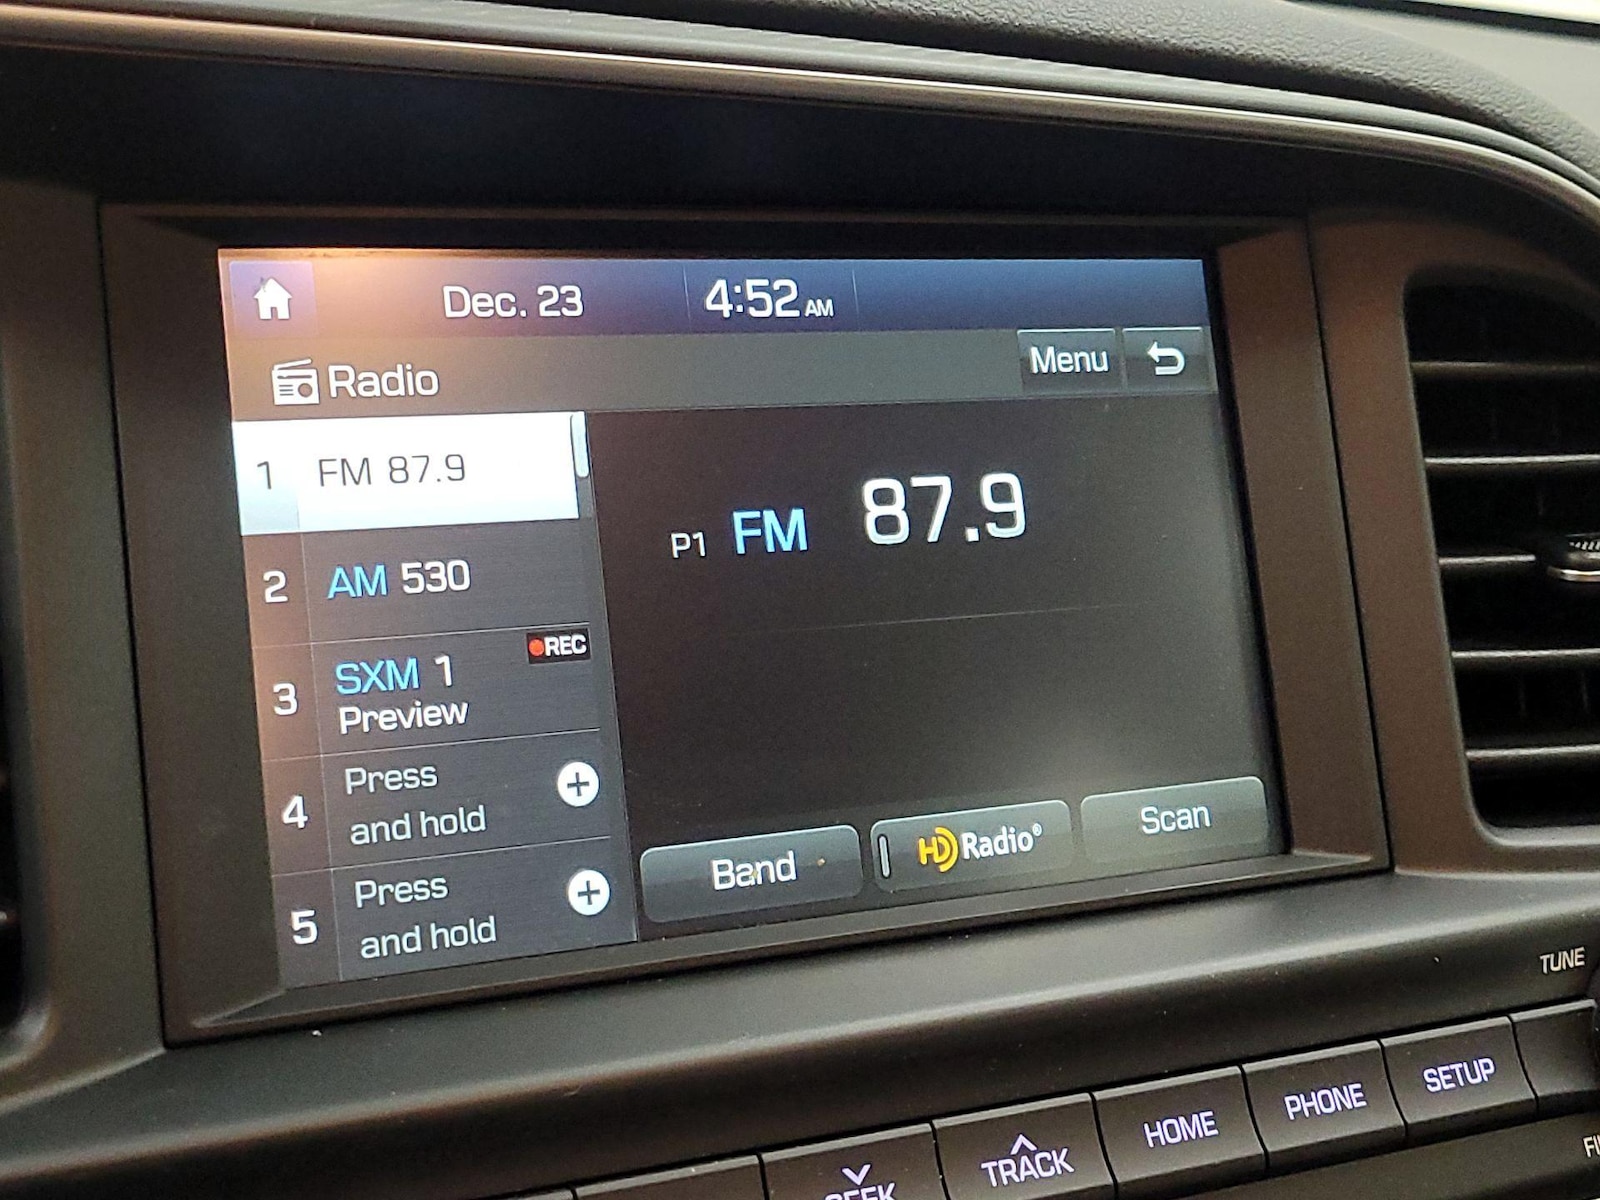 Dec. 23
4:52 AM
Radio
Menu
1 FM 87.9
2 AM 530
3 SXM 1
REC
Preview
4 Press
and hold
5 Press
and hold
P1 FM 87.9
Band
HD Radio®
Scan
TUNE
SETUP
PHONE
HOME
TRACK